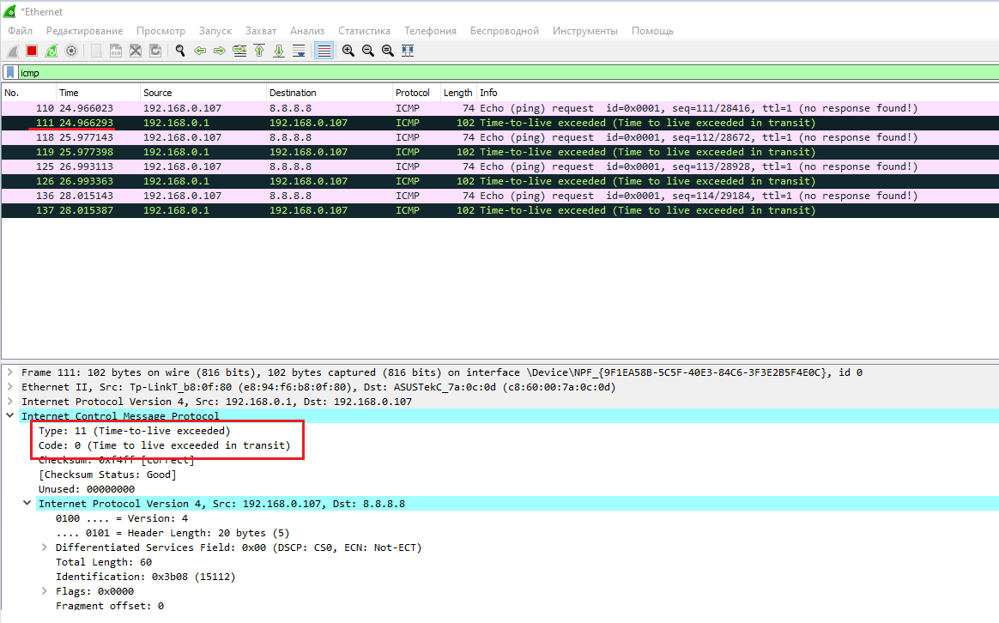 *Ethernet
Файл Редактирование Просмотр Запуск Захват Анализ Статистика Телефония Беспроводной Инструменты Помощь
icmp
No. Time Source Destination Protocol Length Info
110 24.966023 192.168.0.107 8.8.8.8 ICMP 74 Echo (ping) request id=0x0001, seq=111/28416, ttl=1 (no response found!)
111 24.966293 192.168.0.1 192.168.0.107 ICMP 102 Time-to-live exceeded (Time to live exceeded in transit)
118 25.977143 192.168.0.107 8.8.8.8 ICMP 74 Echo (ping) request id=0x0001, seq=112/28672, ttl=1 (no response found!)
119 25.977398 192.168.0.1 192.168.0.107 ICMP 102 Time-to-live exceeded (Time to live exceeded in transit)
125 26.993113 192.168.0.107 8.8.8.8 ICMP 74 Echo (ping) request id=0x0001, seq=113/28928, ttl=1 (no response found!)
126 26.993363 192.168.0.1 192.168.0.107 ICMP 102 Time-to-live exceeded (Time to live exceeded in transit)
136 28.015143 192.168.0.107 8.8.8.8 ICMP 74 Echo (ping) request id=0x0001, seq=114/29184, ttl=1 (no response found!)
137 28.015387 192.168.0.1 192.168.0.107 ICMP 102 Time-to-live exceeded (Time to live exceeded in transit)
Frame 111: 102 bytes on wire (816 bits), 102 bytes captured (816 bits) on interface \Device\NPF_{9F1EA58B-5C5F-40E3-84C6-3F3E2B5F4E0C}, id 0
Ethernet II, Src: Tp-LinkT_b8:0f:80 (e8:94:f6:b8:0f:80), Dst: ASUSTekC_7a:0c:0d (c8:60:00:7a:0c:0d)
Internet Protocol Version 4, Src: 192.168.0.1, Dst: 192.168.0.107
Internet Control Message Protocol
Type: 11 (Time-to-live exceeded)
Code: 0 (Time to live exceeded in transit)
Checksum: 0xf4ff [correct]
[Checksum Status: Good]
Unused: 00000000
Internet Protocol Version 4, Src: 192.168.0.107, Dst: 8.8.8.8
0100 .... = Version: 4
.... 0101 = Header Length: 20 bytes (5)
Differentiated Services Field: 0x00 (DSCP: CS0, ECN: Not-ECT)
Total Length: 60
Identification: 0x3b08 (15112)
Flags: 0x0000
Fragment offset: 0